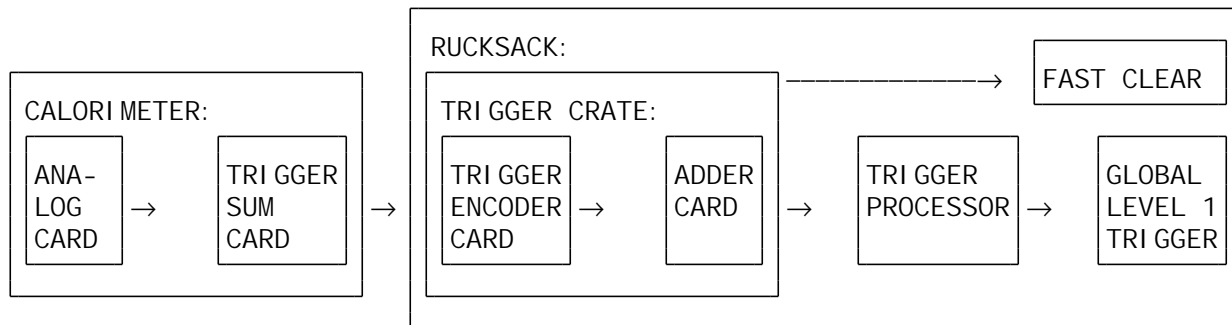 RUCKSACK:
FAST CLEAR
CALORIMETER:
TRIGGER CRATE:
ANA-
LOG
CARD
→
TRIGGER
SUM
CARD
→
TRIGGER
ENCODER
CARD
→
ADDER
CARD
→
TRIGGER
PROCESSOR
→
GLOBAL
LEVEL 1
TRIGGER